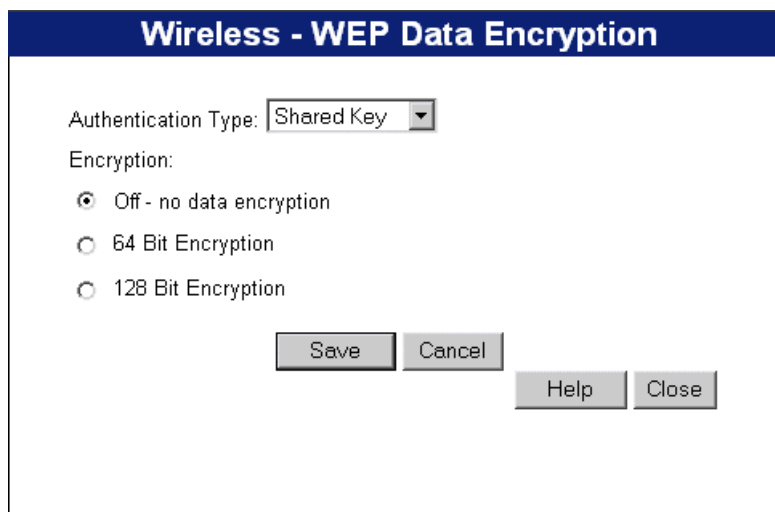 Wireless - WEP Data Encryption
Authentication Type: Shared Key
Encryption:
Off - no data encryption
64 Bit Encryption
128 Bit Encryption
Save Cancel
Help Close